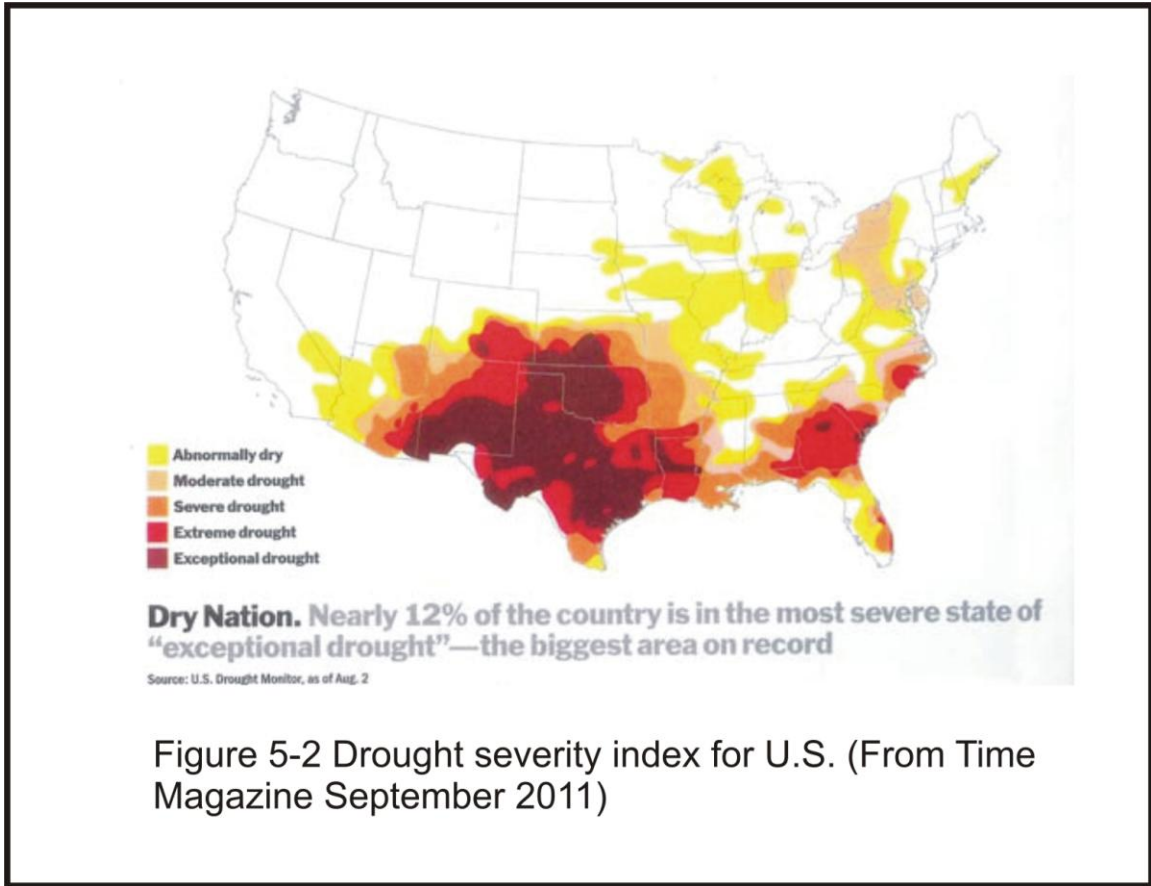 Abnormally dry
Moderate drought
Severe drought
Extreme drought
Exceptional drought
Dry Nation. Nearly 12% of the country is in the most severe state of
“exceptional drought”—the biggest area on record
Source: U.S. Drought Monitor, as of Aug. 2
Figure 5-2 Drought severity index for U.S. (From Time
Magazine September 2011)